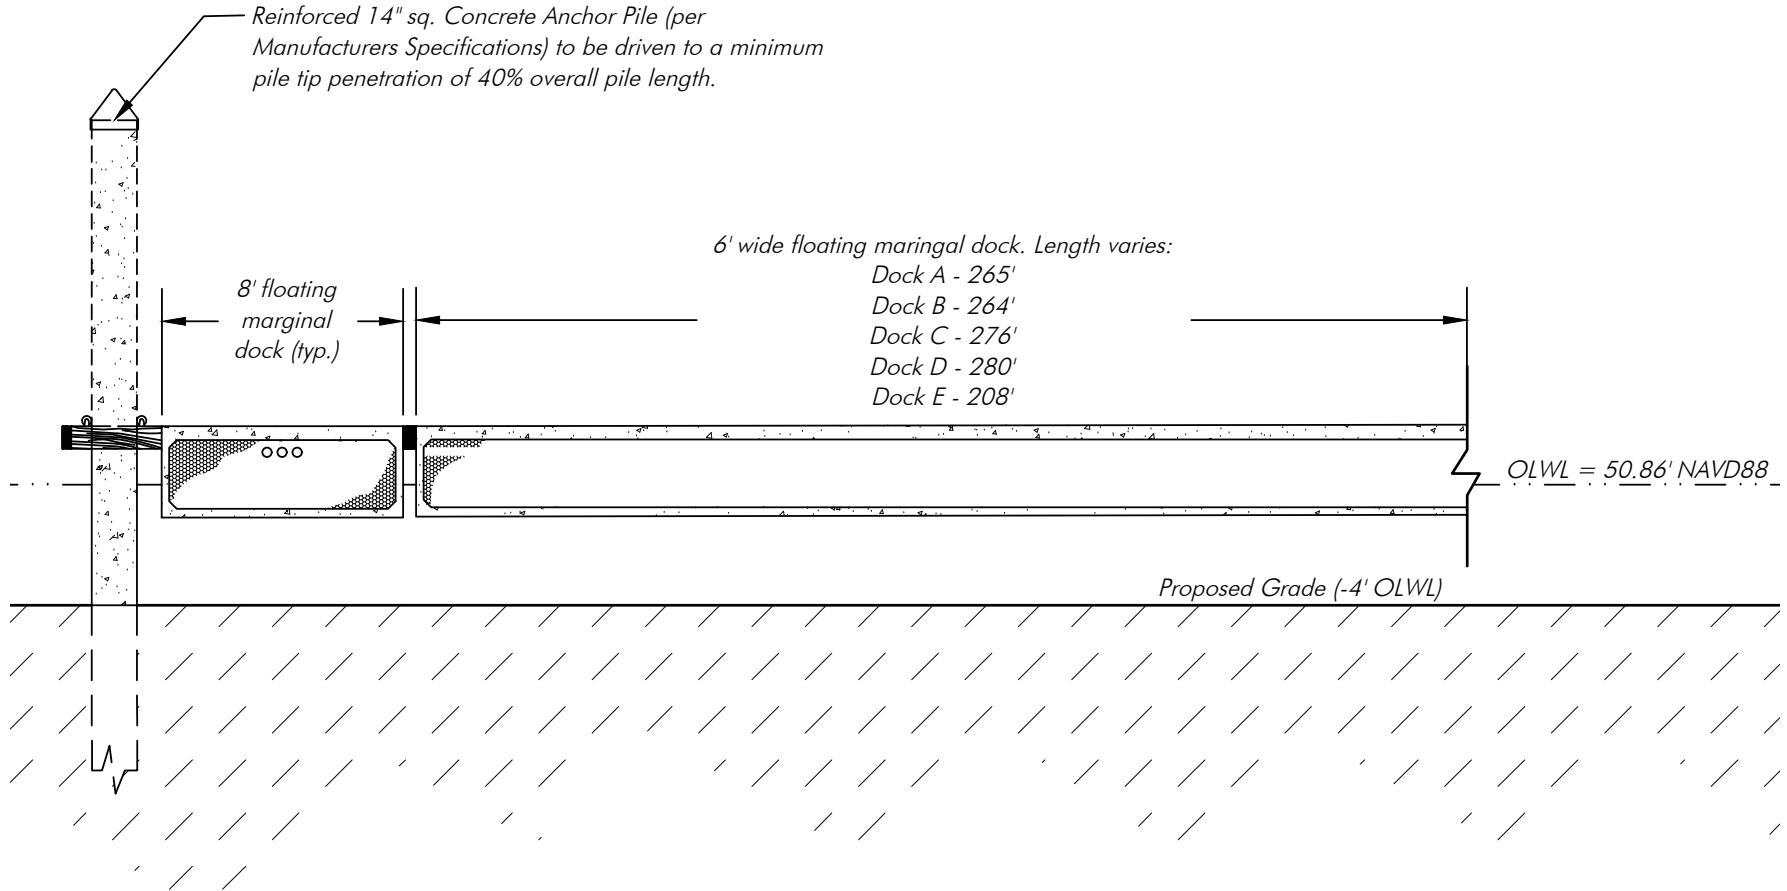 Reinforced 14" sq. Concrete Anchor Pile (per
Manufacturers Specifications) to be driven to a minimum
pile tip penetration of 40% overall pile length.
6' wide floating maringal dock. Length varies:
Dock A - 265'
Dock B - 264'
Dock C - 276'
Dock D - 280'
Dock E - 208'
8' floating
marginal
dock (typ.)
OLWL = 50.86' NAVD88
Proposed Grade (-4' OLWL)